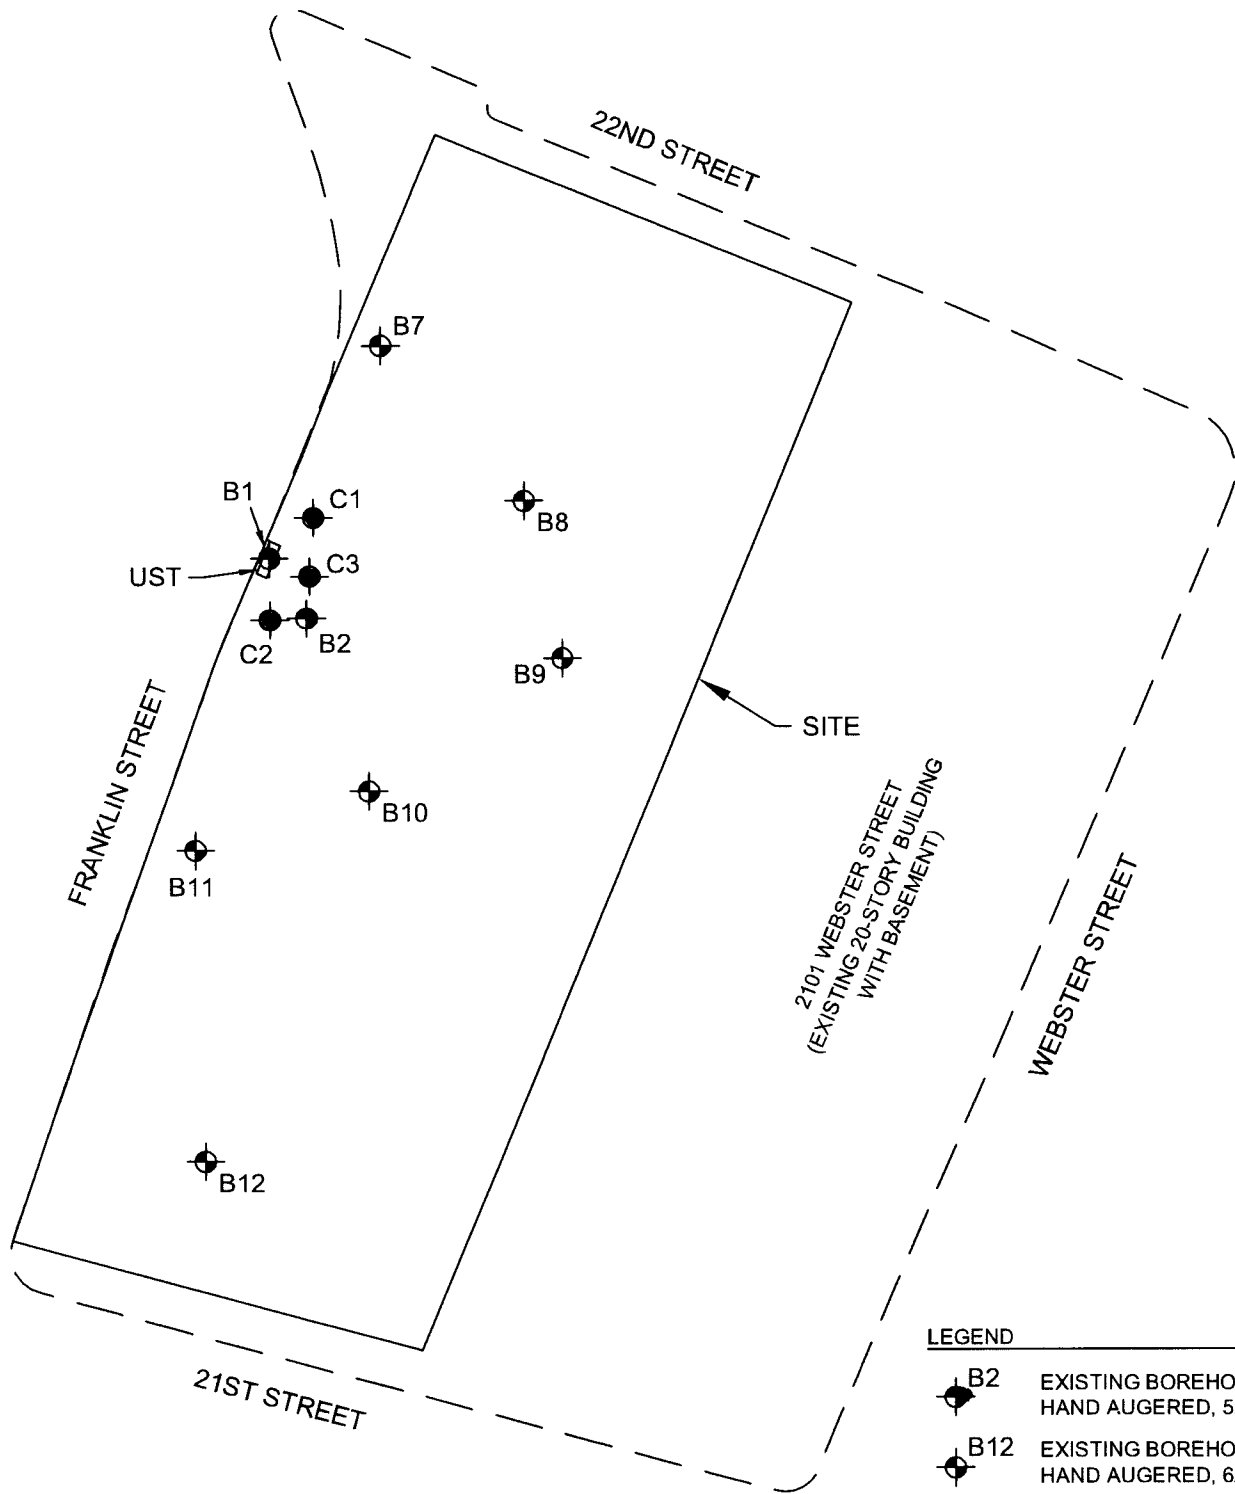 22ND STREET
B7
B1
C1
B8
UST
C3
C2
B2
B9
SITE
FRANKLIN STREET
B10
B11
2101 WEBSTER STREET
(EXISTING 20-STORY BUILDING
WITH BASEMENT)
WEBSTER STREET
B12
21ST STREET
LEGEND
B2 EXISTING BOREHO
HAND AUGERED, 5
B12 EXISTING BOREHO
HAND AUGERED, 6